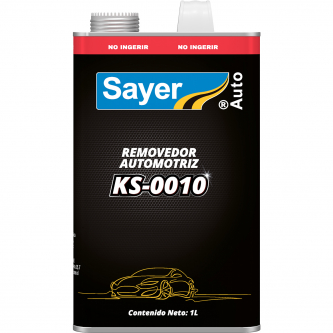 NO INGERIR NO INGERIR
Sayer
® Auto
REMOVEDOR
AUTOMOTRIZ
KS-0010
Contenido Neto: 1L